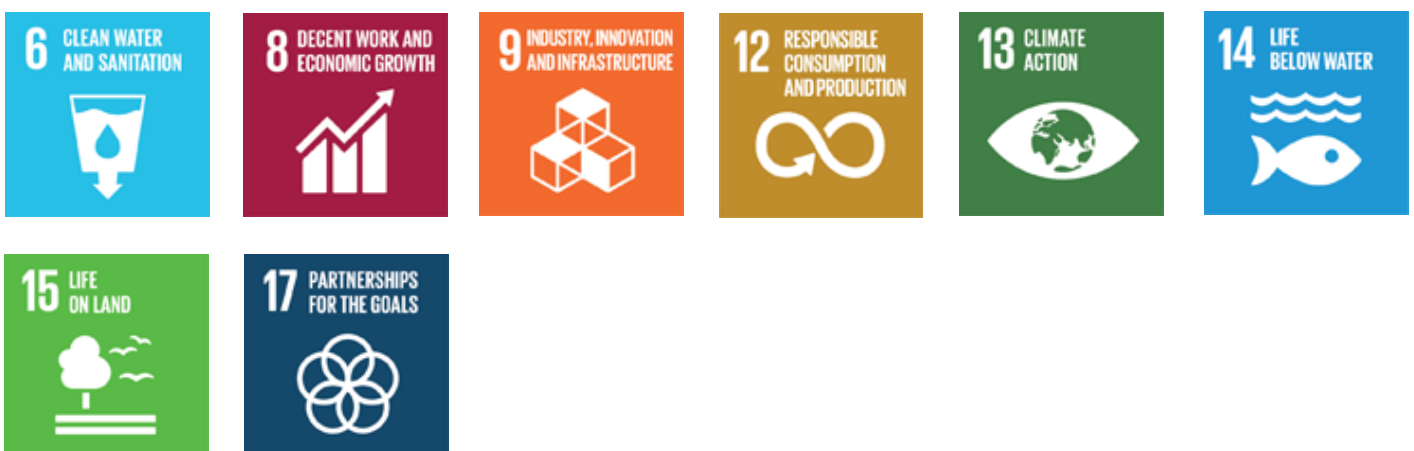 6 CLEAN WATER
AND SANITATION
8 DECENT WORK AND
ECONOMIC GROWTH
9 INDUSTRY, INNOVATION
AND INFRASTRUCTURE
12 RESPONSIBLE
CONSUMPTION
AND PRODUCTION
13 CLIMATE
ACTION
14 LIFE
BELOW WATER
15 LIFE
ON LAND
17 PARTNERSHIPS
FOR THE GOALS